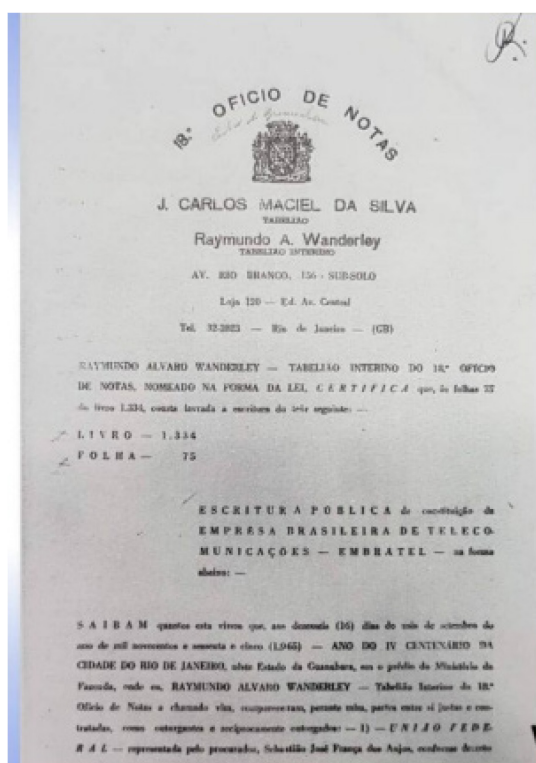 18.º OFICIO DE NOTAS
J. CARLOS MACIEL DA SILVA
TABELIÃO
Raymundo A. Wanderley
TABELIÃO INTERINO
AV. RIO BRANCO, 156 - SUBSOLO
Loja 120 — Ed. Av. Central
Tel. 32-2823 — Rio de Janeiro — (GB)
RAYMUNDO ALVARO WANDERLEY — TABELIÃO INTERINO DO 18.º OFICIO
DE NOTAS, NOMEADO NA FORMA DA LEI, CERTIFICA que, às folhas 75
do livro 1.334, consta lavrada a escritura do teôr seguinte: —
LIVRO — 1.334
FOLHA — 75
ESCRITURA PÚBLICA de constituição da
EMPRÊSA BRASILEIRA DE TELECO-
MUNICAÇÕES — EMBRATEL — na forma
abaixo: —
SAIBAM quantos esta virem que, aos dezesseis (16) dias do mês de setembro do
ano de mil novecentos e sessenta e cinco (1.965) — ANO DO IV CENTENÁRIO DA
CIDADE DO RIO DE JANEIRO, nêste Estado da Guanabara, em o prédio do Ministério da
Fazenda, onde eu, RAYMUNDO ALVARO WANDERLEY — Tabelião Interino do 18.º
Ofício de Notas a chamado vim, compareceram, perante mim, partes entre si justas e con-
tratadas, como outorgantes e reciprocamente outorgados: — 1) — UNIÃO FEDE-
RAL — representada pelo procurador, Sebastião José França dos Anjos, conforme decreto